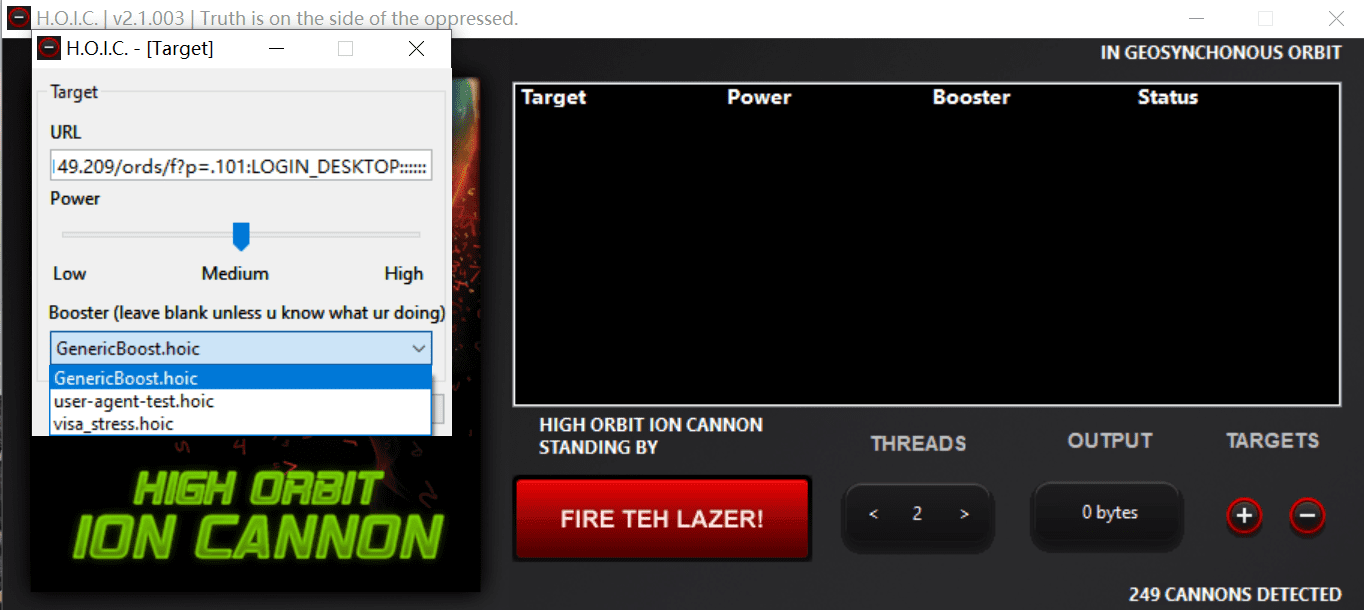 H.O.I.C. | v2.1.003 | Truth is on the side of the oppressed.
H.O.I.C. - [Target]
Target
URL
49.209/ords/f?p=.101:LOGIN_DESKTOP::::::
Power
Low Medium High
Booster (leave blank unless u know what ur doing)
GenericBoost.hoic
GenericBoost.hoic
user-agent-test.hoic
visa_stress.hoic
HIGH ORBIT
ION CANNON
IN GEOSYNCHONOUS ORBIT
Target Power Booster Status
HIGH ORBIT ION CANNON
STANDING BY
FIRE TEH LAZER!
THREADS
< 2 >
OUTPUT
0 bytes
TARGETS
+ −
249 CANNONS DETECTED